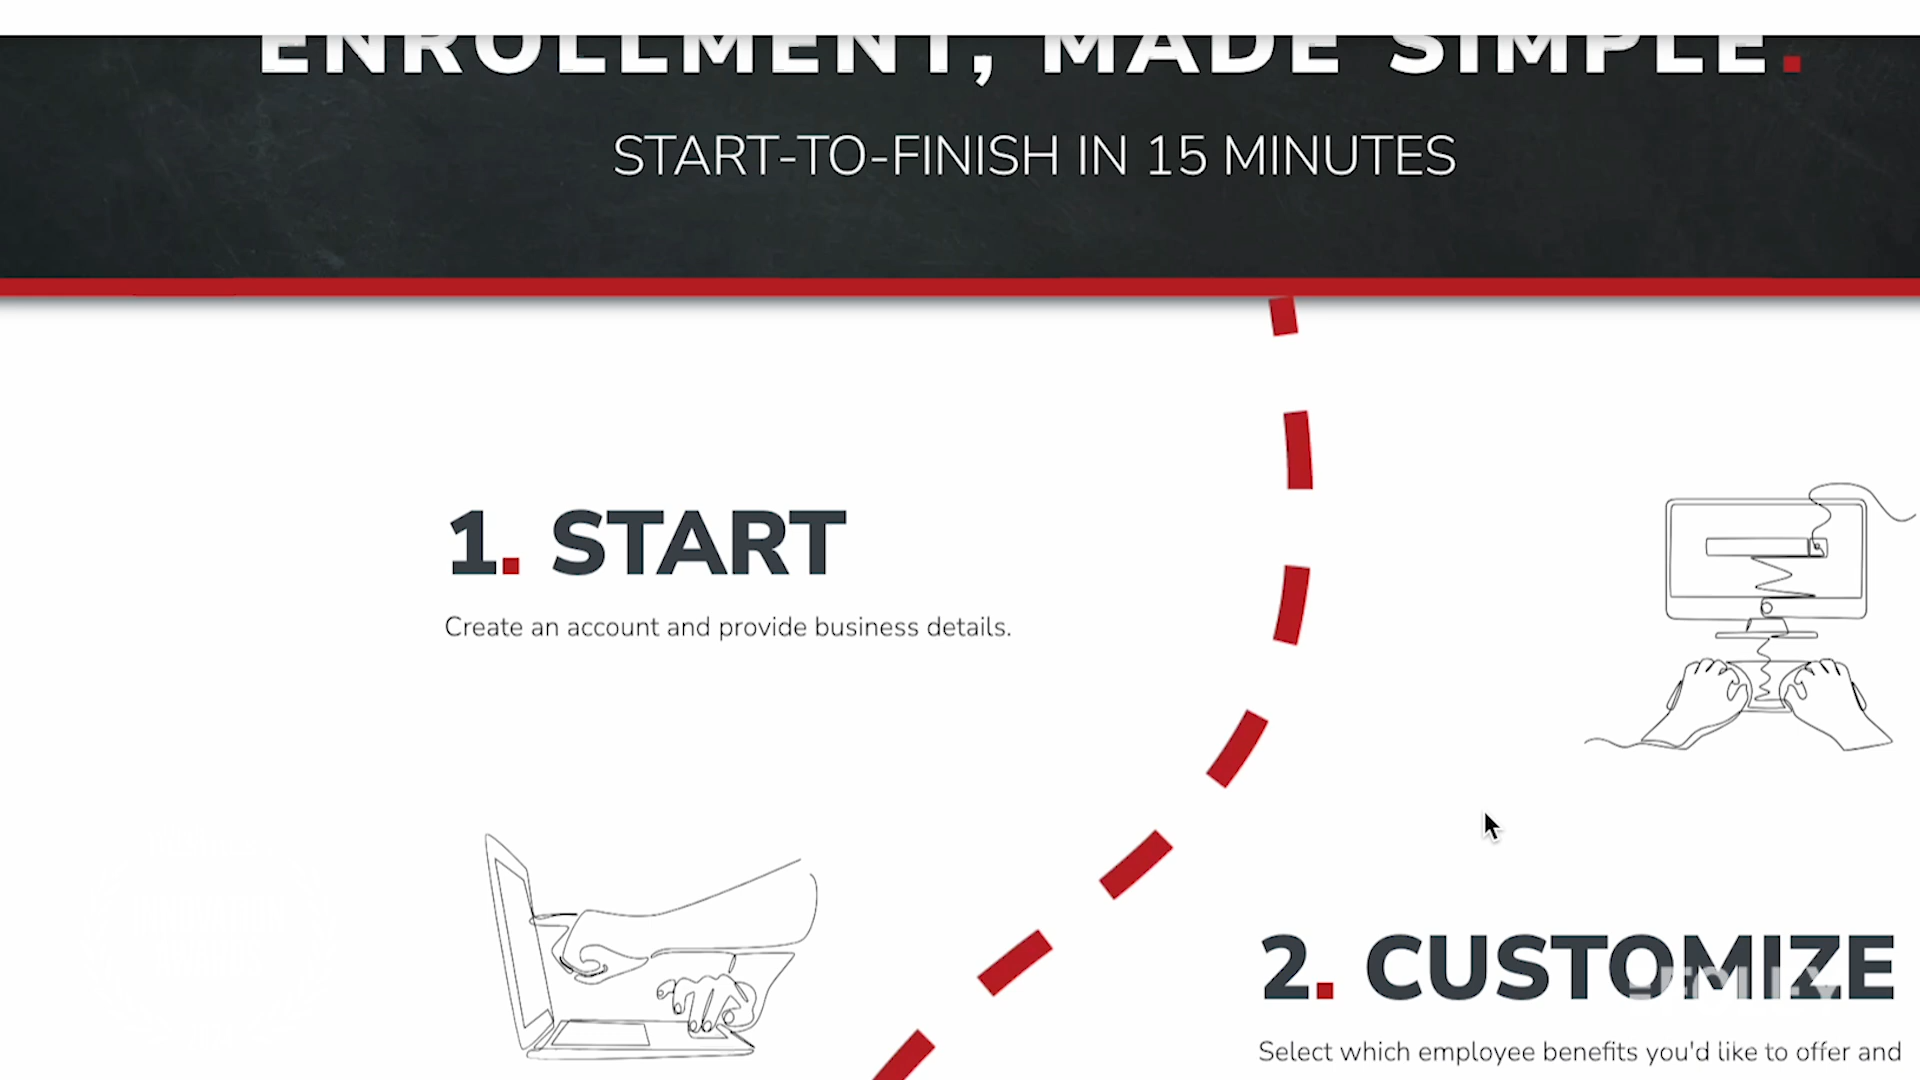 ENROLLMENT, MADE SIMPLE.
START-TO-FINISH IN 15 MINUTES
1. START
Create an account and provide business details.
2. CUSTOMIZE
Select which employee benefits you'd like to offer and